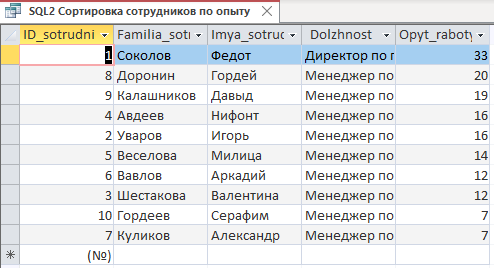 SQL2 Сортировка сотрудников по опыту
ID_sotrudni Familia_sotr Imya_sotruc Dolzhnost Opyt_raboty
1 Соколов Федот Директор по г 33
8 Доронин Гордей Менеджер по 20
9 Калашников Давыд Менеджер по 19
4 Авдеев Нифонт Менеджер по 16
2 Уваров Игорь Менеджер по 16
5 Веселова Милица Менеджер по 14
6 Вавлов Аркадий Менеджер по 12
3 Шестакова Валентина Менеджер по 12
10 Гордеев Серафим Менеджер по 7
7 Куликов Александр Менеджер по 7
(№)